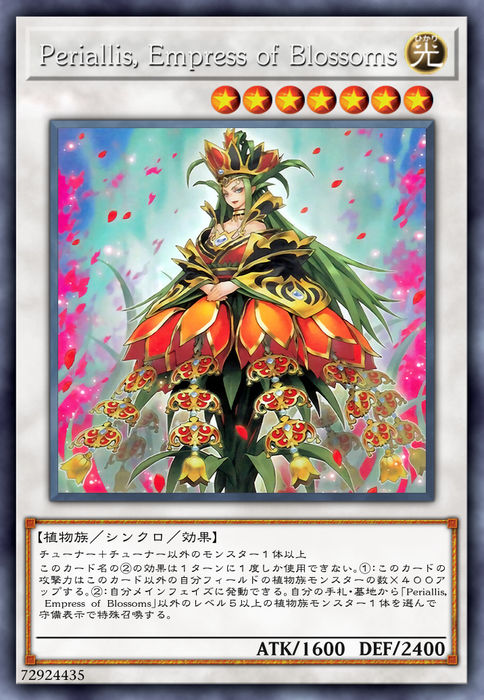 Periallis, Empress of Blossoms
ひかり
光
【植物族／シンクロ／効果】
チューナー＋チューナー以外のモンスター１体以上
このカード名の②の効果は１ターンに１度しか使用できない。①：このカードの
攻撃力はこのカード以外の自分フィールドの植物族モンスターの数×４００ア
ップする。②：自分メインフェイズに発動できる。自分の手札・墓地から「Periallis,
Empress of Blossoms」以外のレベル５以上の植物族モンスター１体を選んで
守備表示で特殊召喚する。
ATK/1600 DEF/2400
72924435